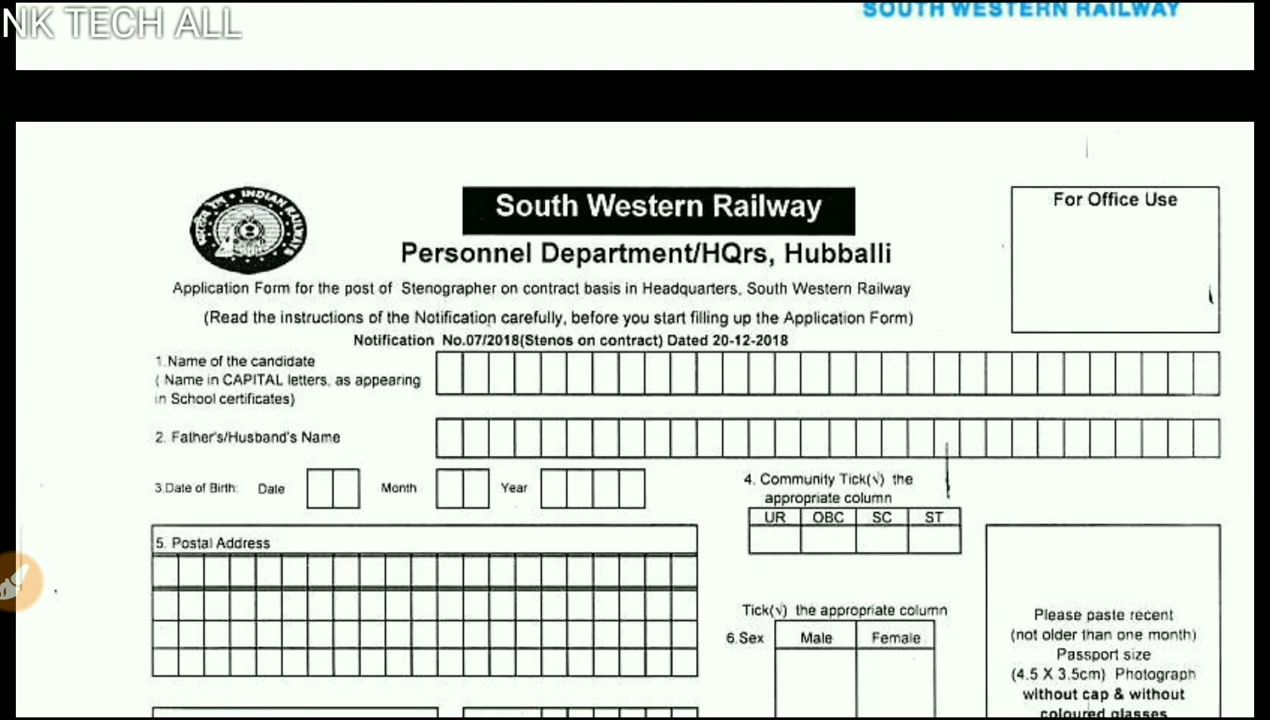 NK TECH ALL
SOUTH WESTERN RAILWAY
INDIAN RAILWAYS
South Western Railway
For Office Use
Personnel Department/HQrs, Hubballi
Application Form for the post of Stenographer on contract basis in Headquarters, South Western Railway
(Read the instructions of the Notification carefully, before you start filling up the Application Form)
Notification No.07/2018(Stenos on contract) Dated 20-12-2018
1.Name of the candidate
( Name in CAPITAL letters, as appearing
in School certificates)
2. Father's/Husband's Name
3.Date of Birth: Date Month Year
4. Community Tick(√) the
appropriate column
UR OBC SC ST
5. Postal Address
Tick(√) the appropriate column
6.Sex Male Female
Please paste recent
(not older than one month)
Passport size
(4.5 X 3.5cm) Photograph
without cap & without
coloured glasses